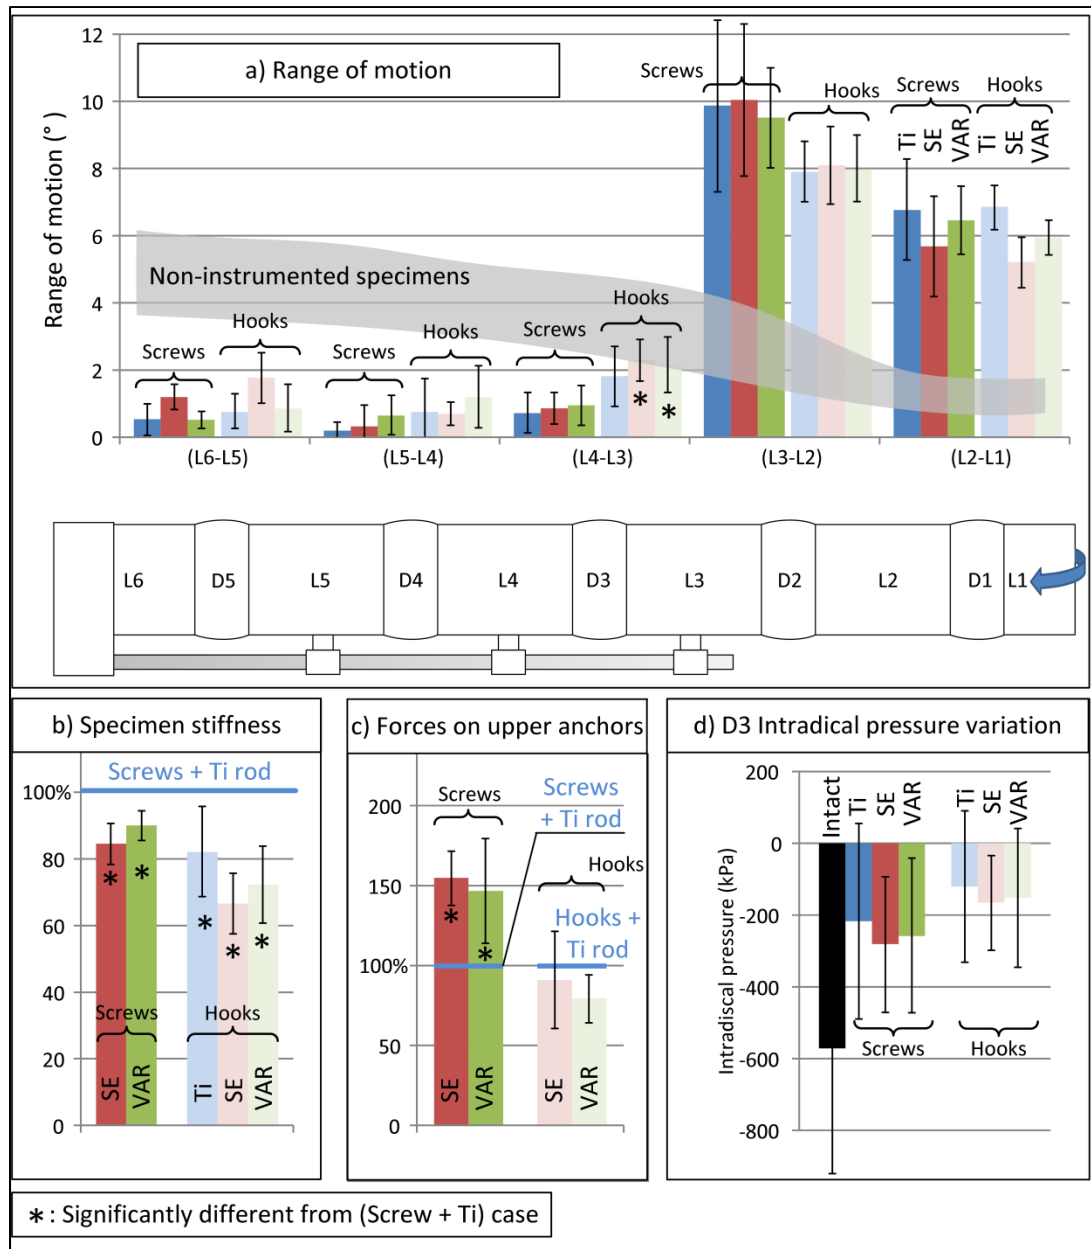 a) Range of motion
Range of motion (°)
12
10
8
6
4
2
0
Non-instrumented specimens
Screws
Hooks
Screws
Hooks
Screws
Hooks
Screws
Hooks
Screws
Hooks
Ti
SE
VAR
Ti
SE
VAR
*
*
(L6-L5)
(L5-L4)
(L4-L3)
(L3-L2)
(L2-L1)
L6
D5
L5
D4
L4
D3
L3
D2
L2
D1
L1
b) Specimen stiffness
Screws + Ti rod
100%
80
60
40
20
0
*
*
*
*
*
Screws
Hooks
SE
VAR
Ti
SE
VAR
c) Forces on upper anchors
200
150
100%
50
0
Screws
Screws
+ Ti rod
Hooks
Hooks +
Ti rod
*
*
SE
VAR
SE
VAR
d) D3 Intradical pressure variation
Intradiscal pressure (kPa)
200
0
-200
-400
-600
-800
Intact
Ti
SE
VAR
Ti
SE
VAR
Screws
Hooks
* : Significantly different from (Screw + Ti) case